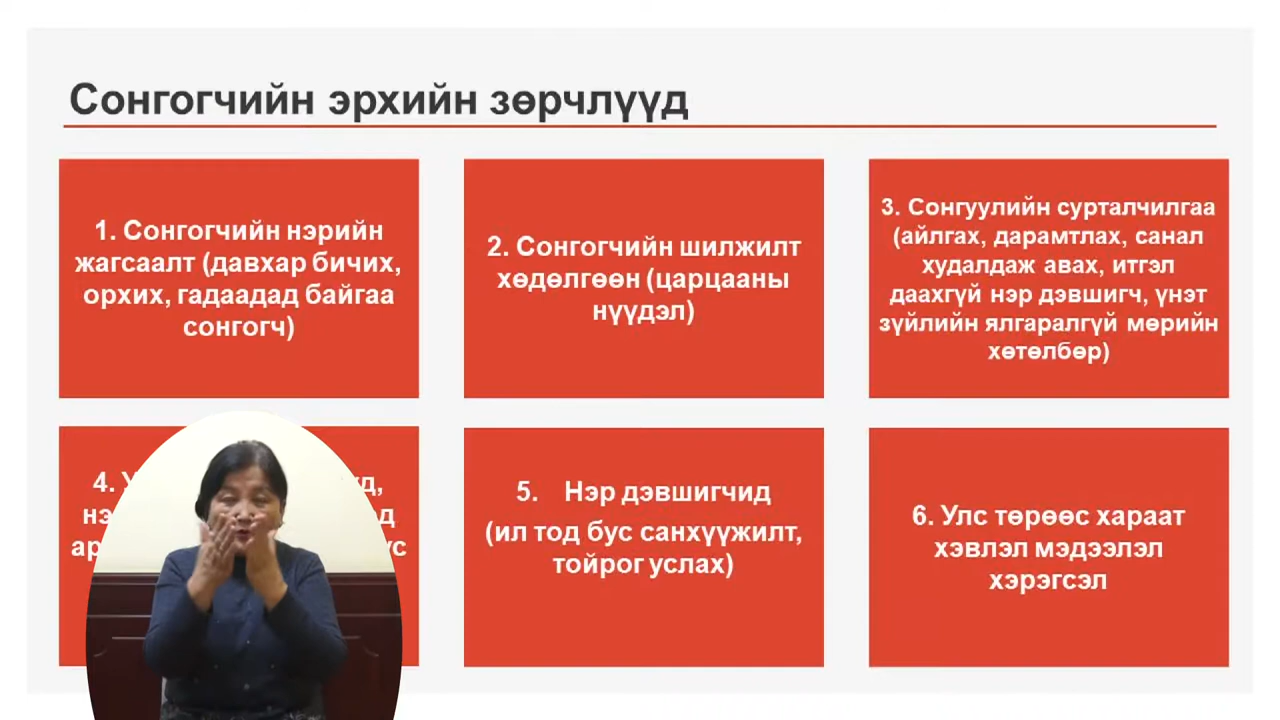 Сонгогчийн эрхийн зөрчлүүд
1. Сонгогчийн нэрийн
жагсаалт (давхар бичих,
орхих, гадаадад байгаа
сонгогч)
2. Сонгогчийн шилжилт
хөдөлгөөн (царцааны
нүүдэл)
3. Сонгуулийн сурталчилгаа
(айлгах, дарамтлах, санал
худалдаж авах, итгэл
даахгүй нэр дэвшигч, үнэт
зүйлийн ялгаралгүй мөрийн
хөтөлбөр)
4.
5. Нэр дэвшигчид
(ил тод бус санхүүжилт,
тойрог услах)
6. Улс төрөөс хараат
хэвлэл мэдээлэл
хэрэгсэл